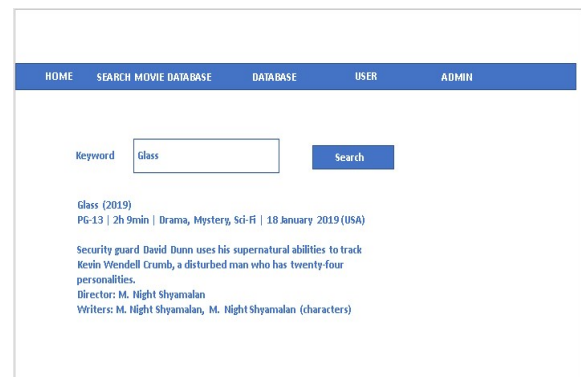 HOME SEARCH MOVIE DATABASE DATABASE USER ADMIN
Keyword Glass Search
Glass (2019)
PG-13 | 2h 9min | Drama, Mystery, Sci-Fi | 18 January 2019 (USA)
Security guard David Dunn uses his supernatural abilities to track
Kevin Wendell Crumb, a disturbed man who has twenty-four
personalities.
Director: M. Night Shyamalan
Writers: M. Night Shyamalan, M. Night Shyamalan (characters)